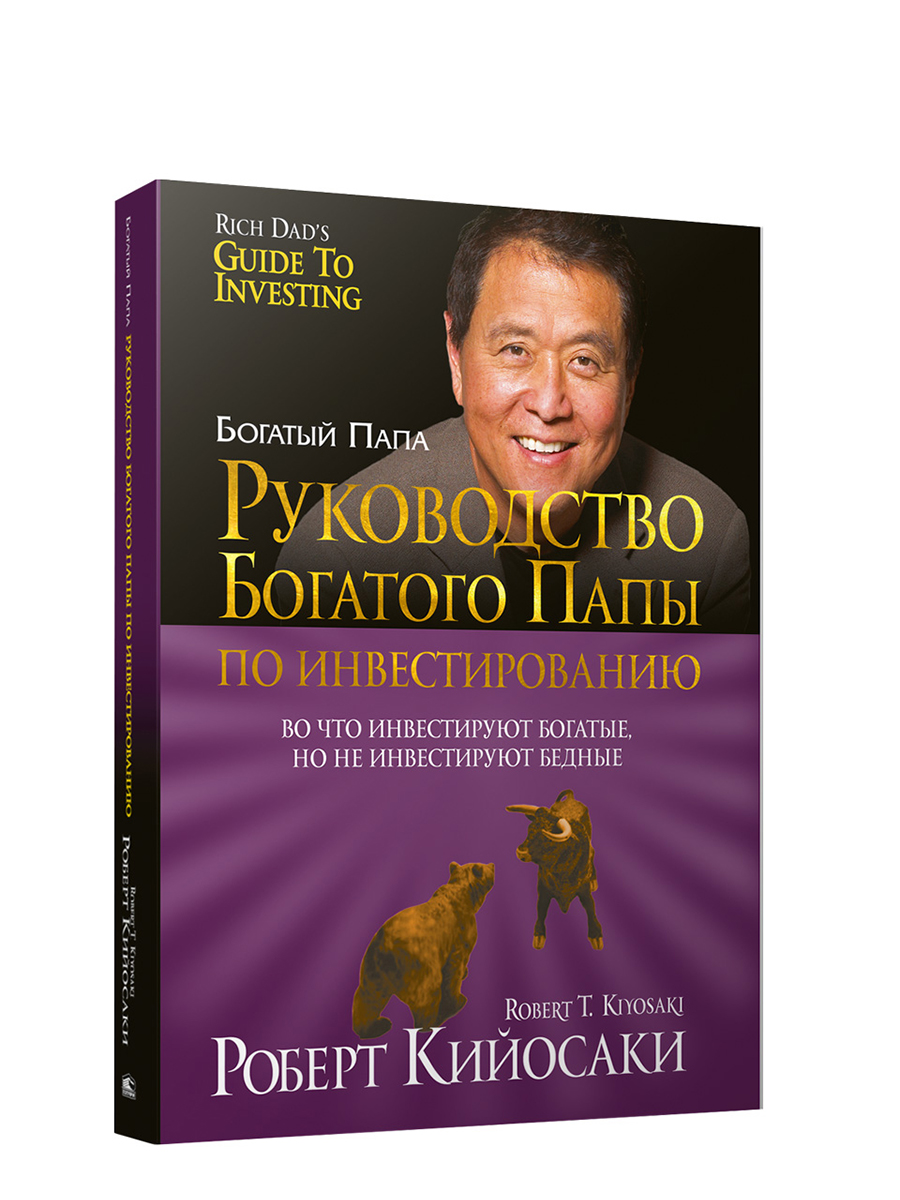 RICH DAD'S
GUIDE TO
INVESTING
БОГАТЫЙ ПАПА
РУКОВОДСТВО
БОГАТОГО ПАПЫ
ПО ИНВЕСТИРОВАНИЮ
ВО ЧТО ИНВЕСТИРУЮТ БОГАТЫЕ,
НО НЕ ИНВЕСТИРУЮТ БЕДНЫЕ
ROBERT T. KIYOSAKI
РОБЕРТ КИЙОСАКИ
БОГАТЫЙ ПАПА РУКОВОДСТВО БОГАТОГО ПАПЫ ПО ИНВЕСТИРОВАНИЮ
ROBERT T. KIYOSAKI
РОБЕРТ КИЙОСАКИ